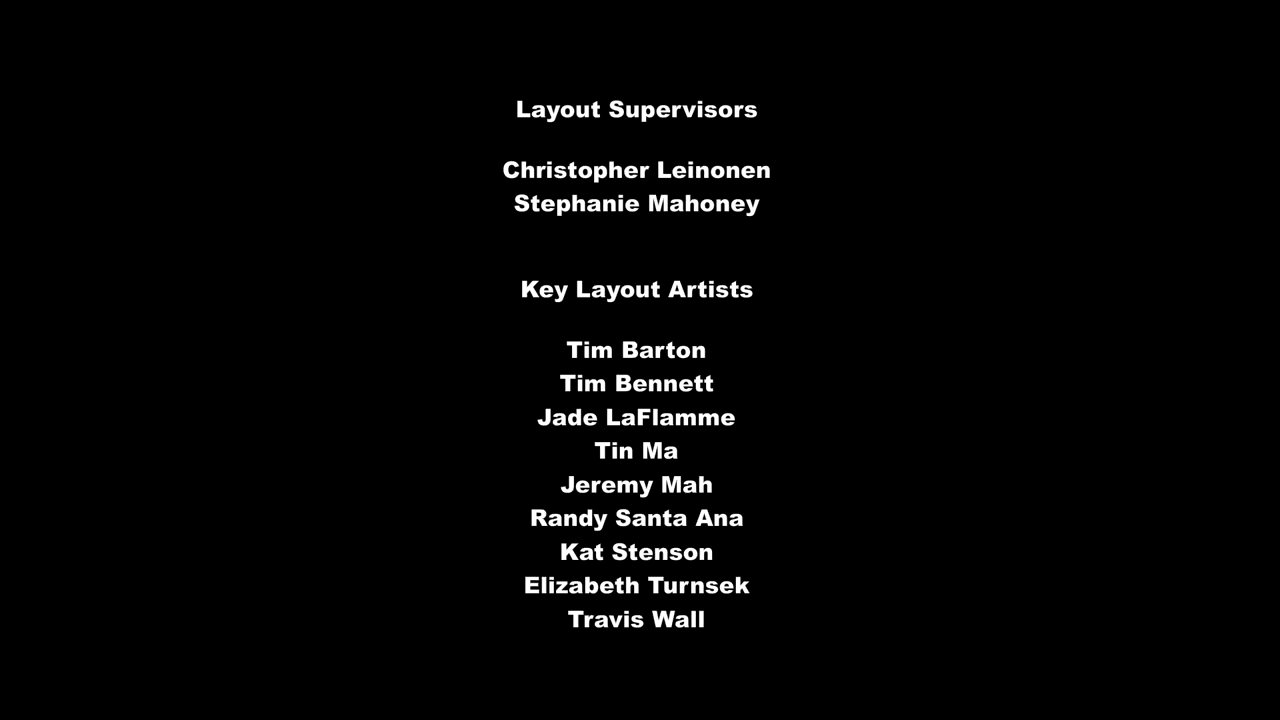 Layout Supervisors
Christopher Leinonen
Stephanie Mahoney
Key Layout Artists
Tim Barton
Tim Bennett
Jade LaFlamme
Tin Ma
Jeremy Mah
Randy Santa Ana
Kat Stenson
Elizabeth Turnsek
Travis Wall